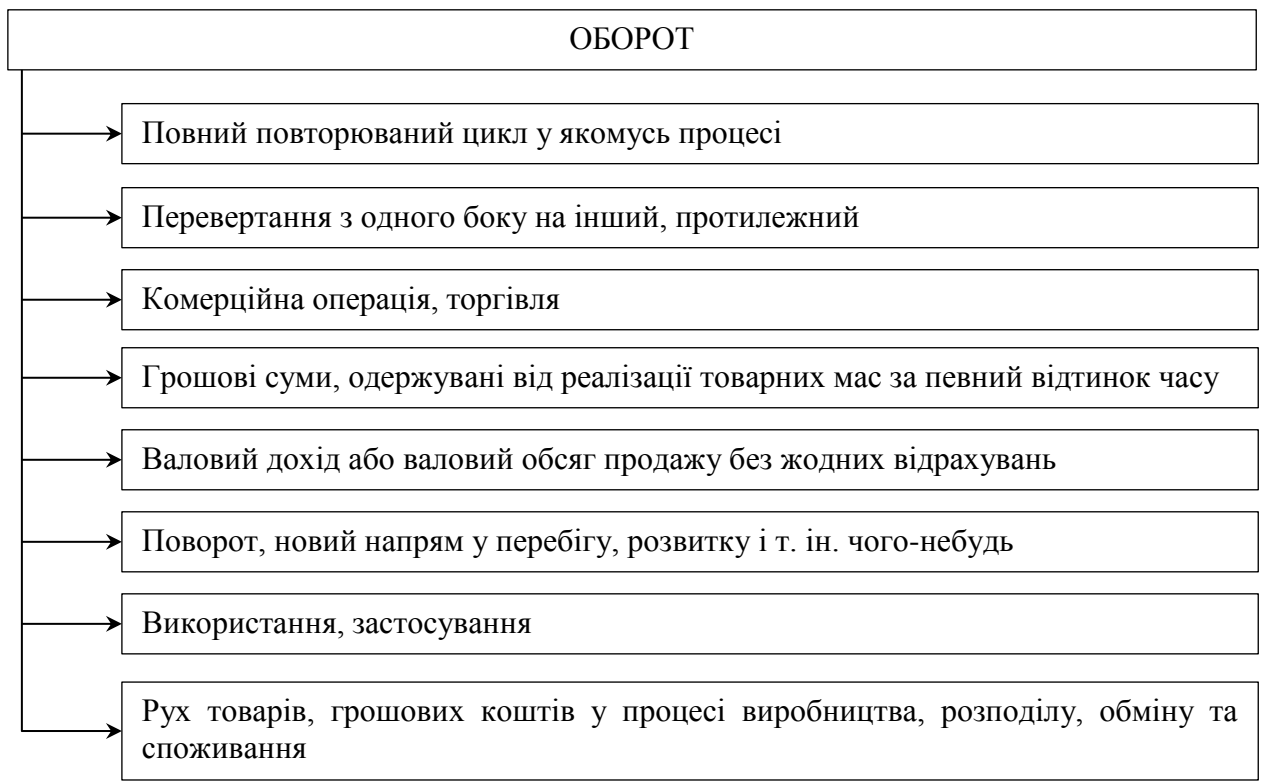 ОБОРОТ
Повний повторюваний цикл у якомусь процесі
Перевертання з одного боку на інший, протилежний
Комерційна операція, торгівля
Грошові суми, одержувані від реалізації товарних мас за певний відтинок часу
Валовий дохід або валовий обсяг продажу без жодних відрахувань
Поворот, новий напрям у перебігу, розвитку і т. ін. чого-небудь
Використання, застосування
Рух товарів, грошових коштів у процесі виробництва, розподілу, обміну та
споживання